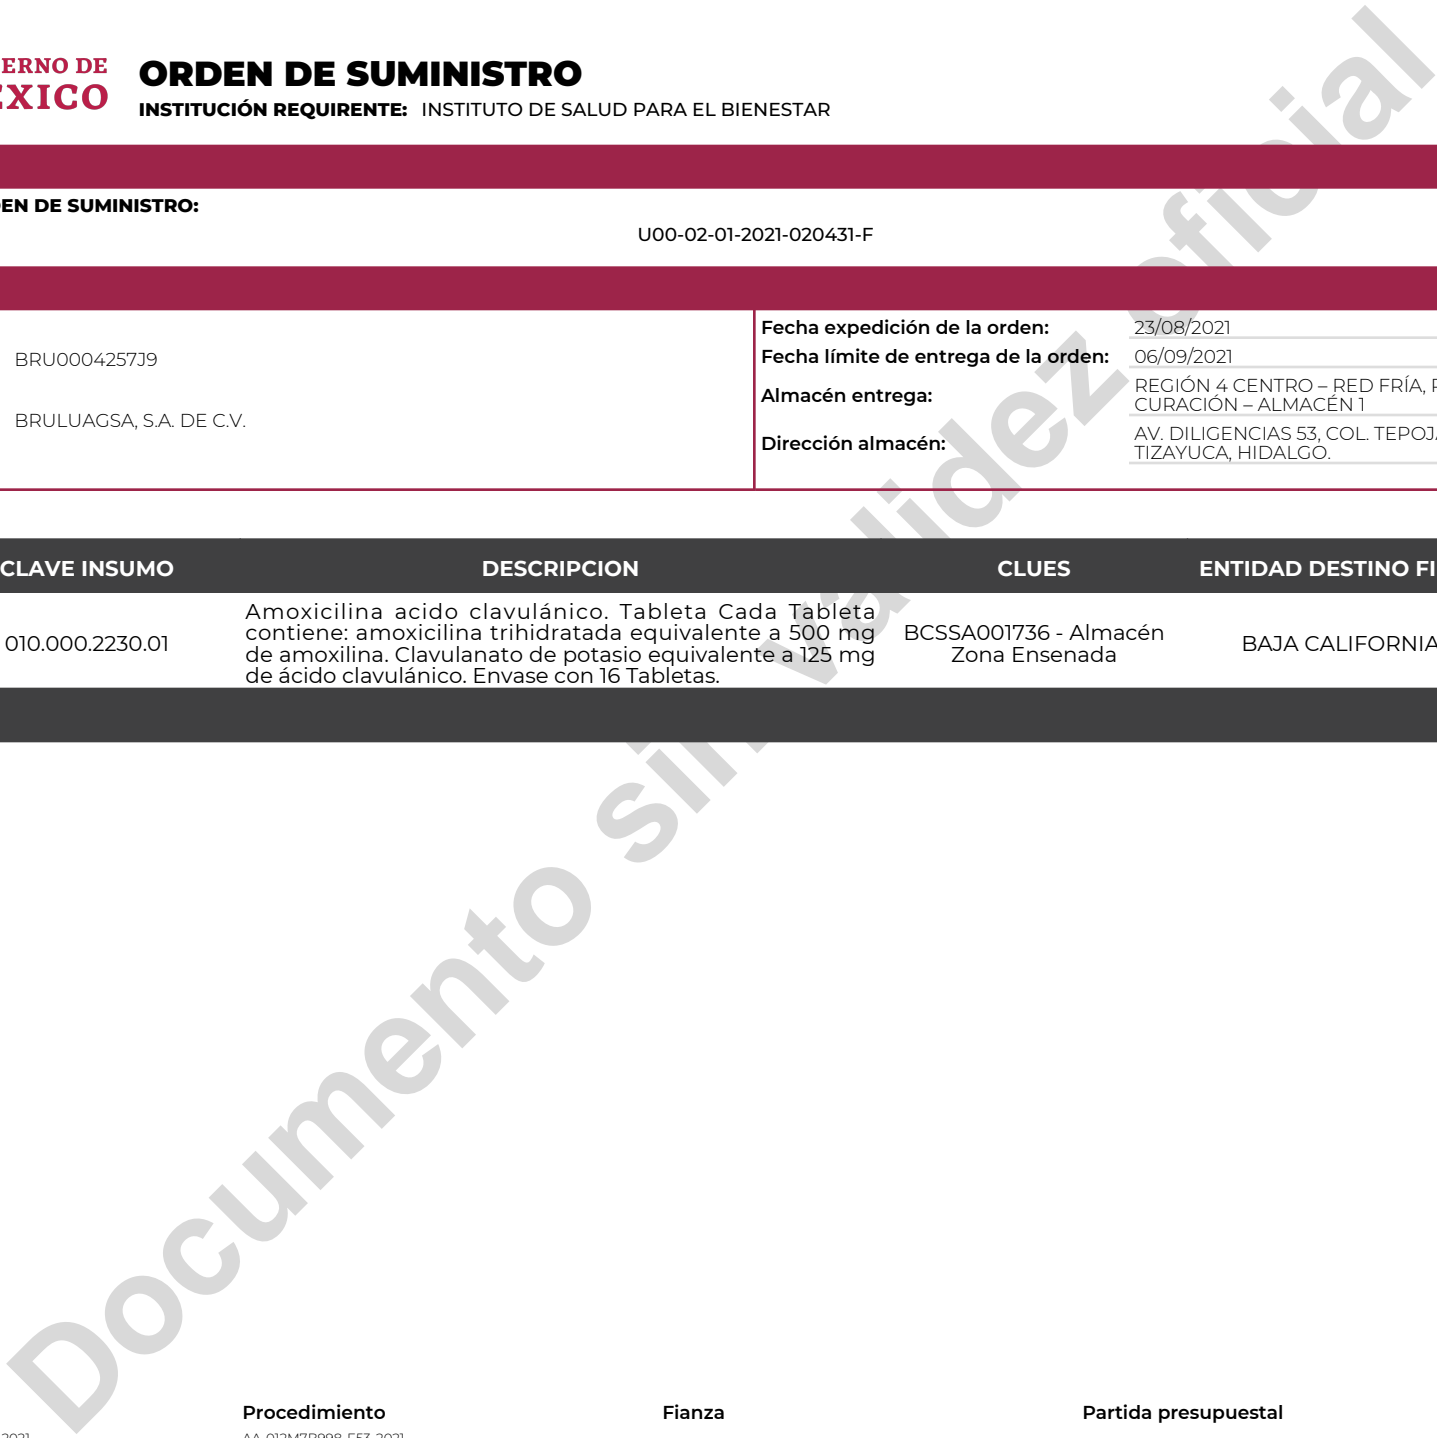 ERNO DE
EXICO
ORDEN DE SUMINISTRO
INSTITUCIÓN REQUIRENTE: INSTITUTO DE SALUD PARA EL BIENESTAR
EN DE SUMINISTRO:
U00-02-01-2021-020431-F
BRU0004257J9
BRULUAGSA, S.A. DE C.V.
Fecha expedición de la orden: 23/08/2021
Fecha límite de entrega de la orden: 06/09/2021
Almacén entrega: REGIÓN 4 CENTRO – RED FRÍA,
CURACIÓN – ALMACÉN 1
Dirección almacén: AV. DILIGENCIAS 53, COL. TEPOJ
TIZAYUCA, HIDALGO.
CLAVE INSUMO DESCRIPCION CLUES ENTIDAD DESTINO FI
010.000.2230.01
Amoxicilina acido clavulánico. Tableta Cada Tableta
contiene: amoxicilina trihidratada equivalente a 500 mg
de amoxilina. Clavulanato de potasio equivalente a 125 mg
de ácido clavulánico. Envase con 16 Tabletas.
BCSSA001736 - Almacén
Zona Ensenada
BAJA CALIFORNIA
Documento sin validez oficial
Procedimiento Fianza Partida presupuestal